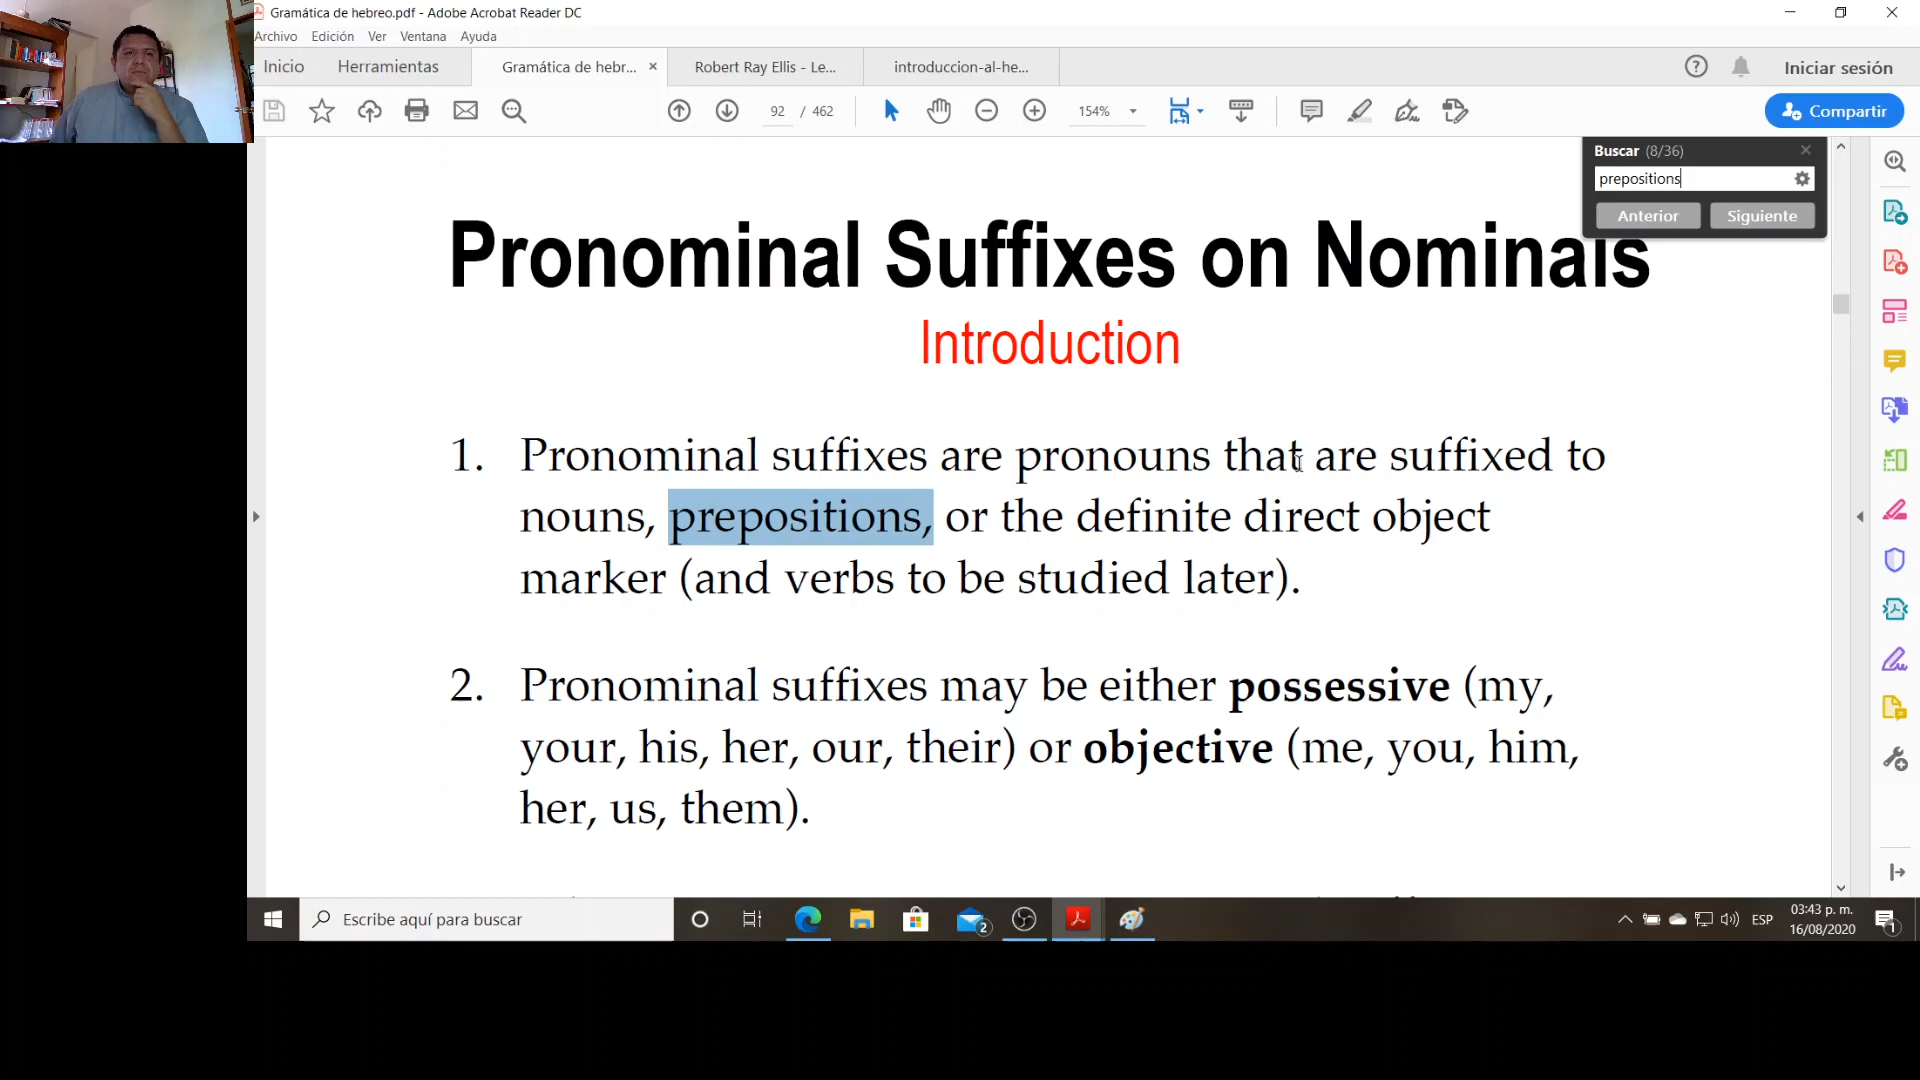 Gramática de hebreo.pdf - Adobe Acrobat Reader DC
Archivo Edición Ver Ventana Ayuda
Inicio Herramientas Gramática de hebr... × Robert Ray Ellis - Le... introduccion-al-he... Iniciar sesión
92 / 462 154% Compartir
Buscar (8/36)
prepositions
Anterior Siguiente
Pronominal Suffixes on Nominals
Introduction
1. Pronominal suffixes are pronouns that are suffixed to
nouns, prepositions, or the definite direct object
marker (and verbs to be studied later).
2. Pronominal suffixes may be either possessive (my,
your, his, her, our, their) or objective (me, you, him,
her, us, them).
Escribe aquí para buscar 2 ESP 03:43 p. m. 1
16/08/2020